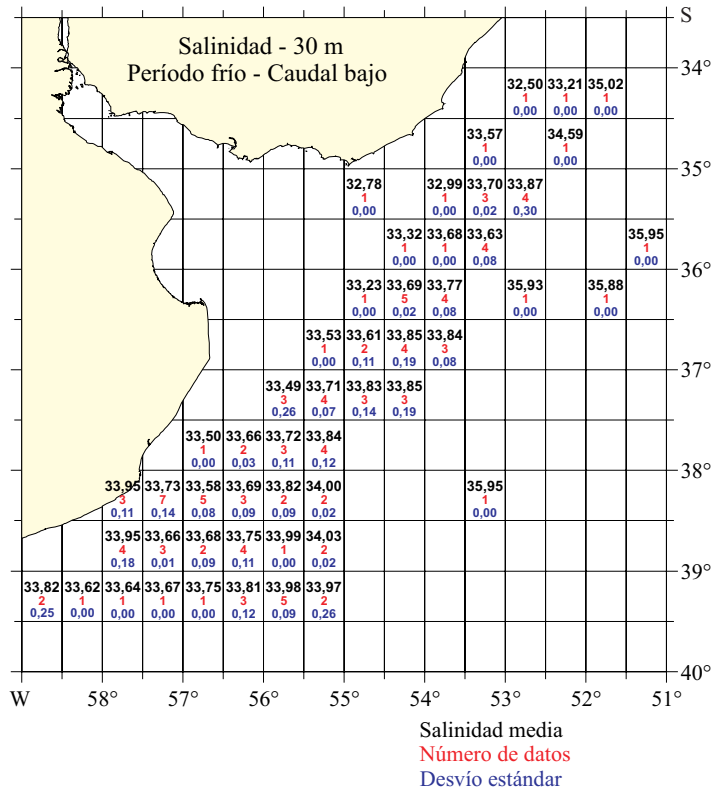 S
Salinidad - 30 m
Período frío - Caudal bajo
34°
32,50 33,21 35,02
1 1 1
0,00 0,00 0,00
33,57 34,59
1 1
0,00 0,00
35°
32,78 32,99 33,70 33,87
1 1 3 4
0,00 0,00 0,02 0,30
33,32 33,68 33,63 35,95
1 1 4 1
0,00 0,00 0,08 0,00
36°
33,23 33,69 33,77 35,93 35,88
1 5 4 1 1
0,00 0,02 0,08 0,00 0,00
33,53 33,61 33,85 33,84
1 2 4 3
0,00 0,11 0,19 0,08
37°
33,49 33,71 33,83 33,85
3 4 3 3
0,26 0,07 0,14 0,19
33,50 33,66 33,72 33,84
1 2 3 4
0,00 0,03 0,11 0,12
38°
33,95 33,73 33,58 33,69 33,82 34,00 35,95
3 7 5 3 2 2 1
0,11 0,14 0,08 0,09 0,09 0,02 0,00
33,95 33,66 33,68 33,75 33,99 34,03
4 3 2 4 1 2
0,18 0,01 0,09 0,11 0,00 0,02
39°
33,82 33,62 33,64 33,67 33,75 33,81 33,98 33,97
2 1 1 1 1 3 5 2
0,25 0,00 0,00 0,00 0,00 0,12 0,09 0,26
40°
W 58° 57° 56° 55° 54° 53° 52° 51°
Salinidad media
Número de datos
Desvío estándar